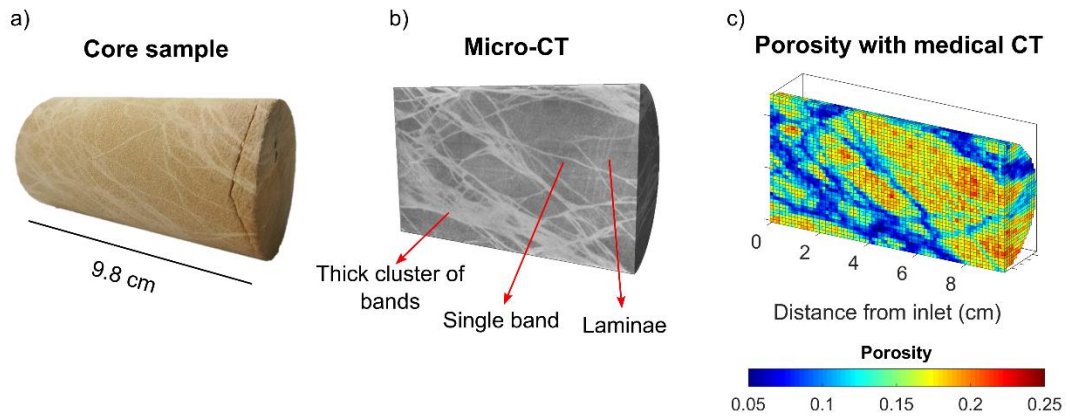 a)
Core sample
9.8 cm
b)
Micro-CT
Thick cluster of
bands
Single band
Laminae
c)
Porosity with medical CT
0
2
4
6
8
Distance from inlet (cm)
Porosity
0.05
0.1
0.15
0.2
0.25